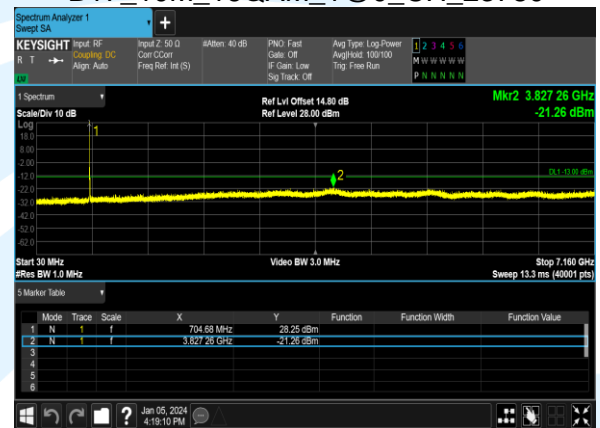 Spectrum Analyzer 1
Swept SA
+
KEYSIGHT Input: RF Input Z: 50 Ω #Atten: 40 dB PNO: Fast Avg Type: Log-Power 1 2 3 4 5 6
R T Coupling: DC Corr CCorr Gate: Off Avg|Hold: 100/100 M W W W W W
Align: Auto Freq Ref: Int (S) IF Gain: Low Trig: Free Run
Sig Track: Off P N N N N N
1 Spectrum Ref Lvl Offset 14.80 dB Mkr2 3.827 26 GHz
Scale/Div 10 dB Ref Level 28.00 dBm -21.26 dBm
Log
1
18.0
8.00
-2.00
-12.0 2 DL1 -13.00 dBm
-22.0
-32.0
-42.0
-52.0
-62.0
Start 30 MHz Video BW 3.0 MHz Stop 7.160 GHz
#Res BW 1.0 MHz Sweep 13.3 ms (40001 pts)
5 Marker Table
Mode Trace Scale X Y Function Function Width Function Value
1 N 1 f 704.68 MHz 28.25 dBm
2 N 1 f 3.827 26 GHz -21.26 dBm
3
4
5
6
? Jan 05, 2024
4:19:10 PM